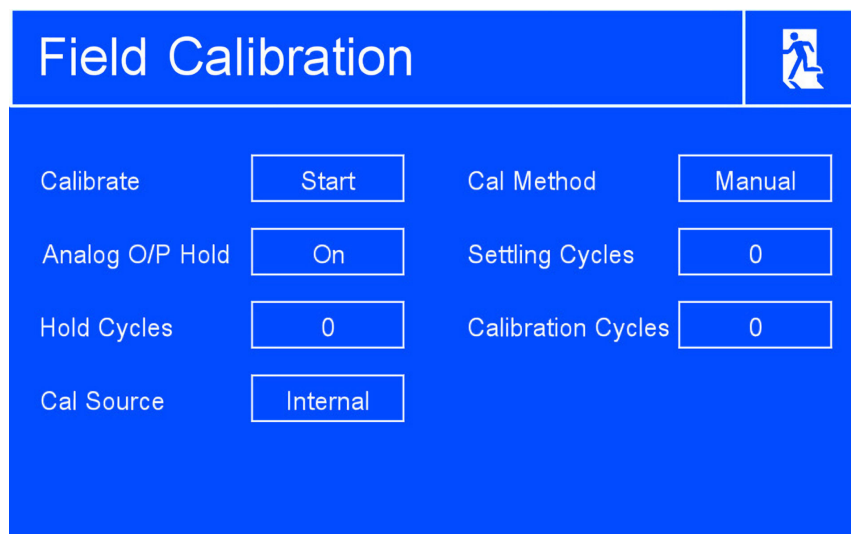 Field Calibration
Calibrate Start Cal Method Manual
Analog O/P Hold On Settling Cycles 0
Hold Cycles 0 Calibration Cycles 0
Cal Source Internal